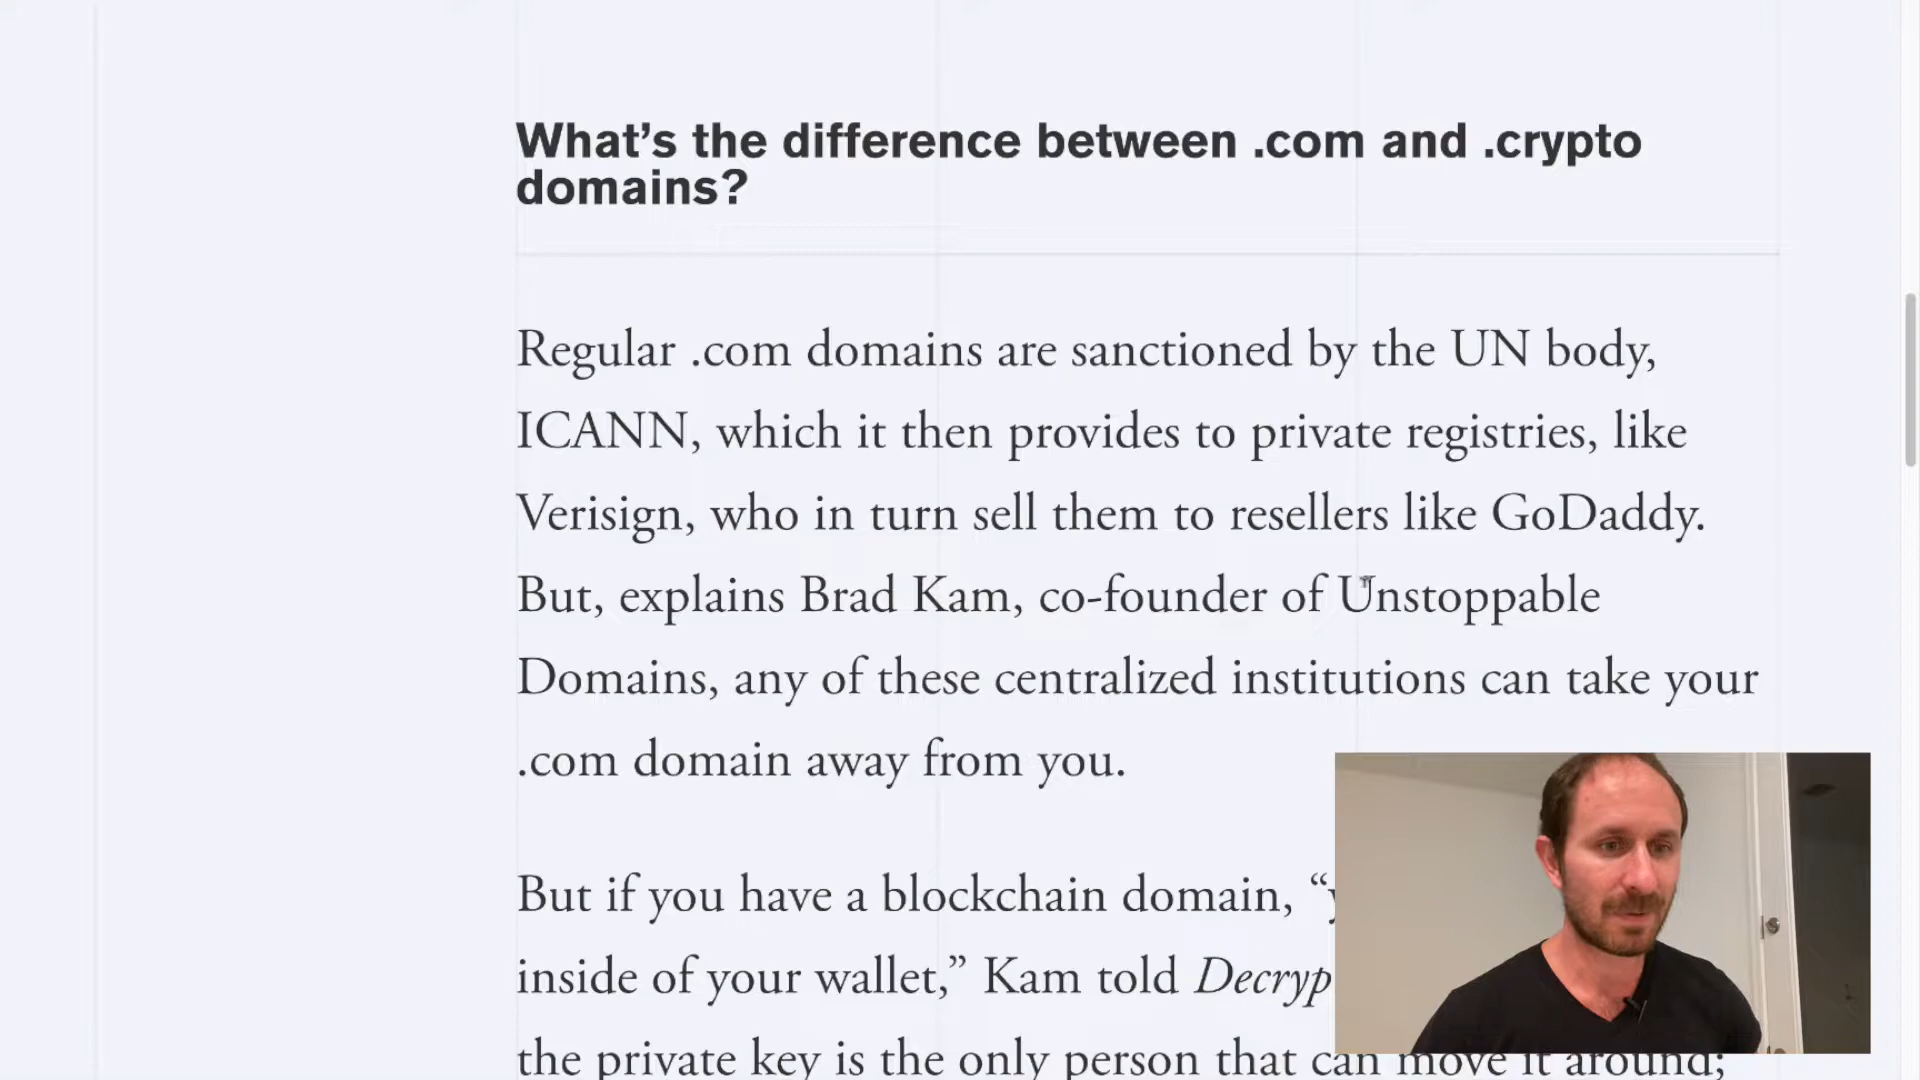 What’s the difference between .com and .crypto
domains?
Regular .com domains are sanctioned by the UN body,
ICANN, which it then provides to private registries, like
Verisign, who in turn sell them to resellers like GoDaddy.
But, explains Brad Kam, co-founder of Unstoppable
Domains, any of these centralized institutions can take your
.com domain away from you.
But if you have a blockchain domain, “
inside of your wallet,” Kam told Decryp
the private key is the only person that can move it around;